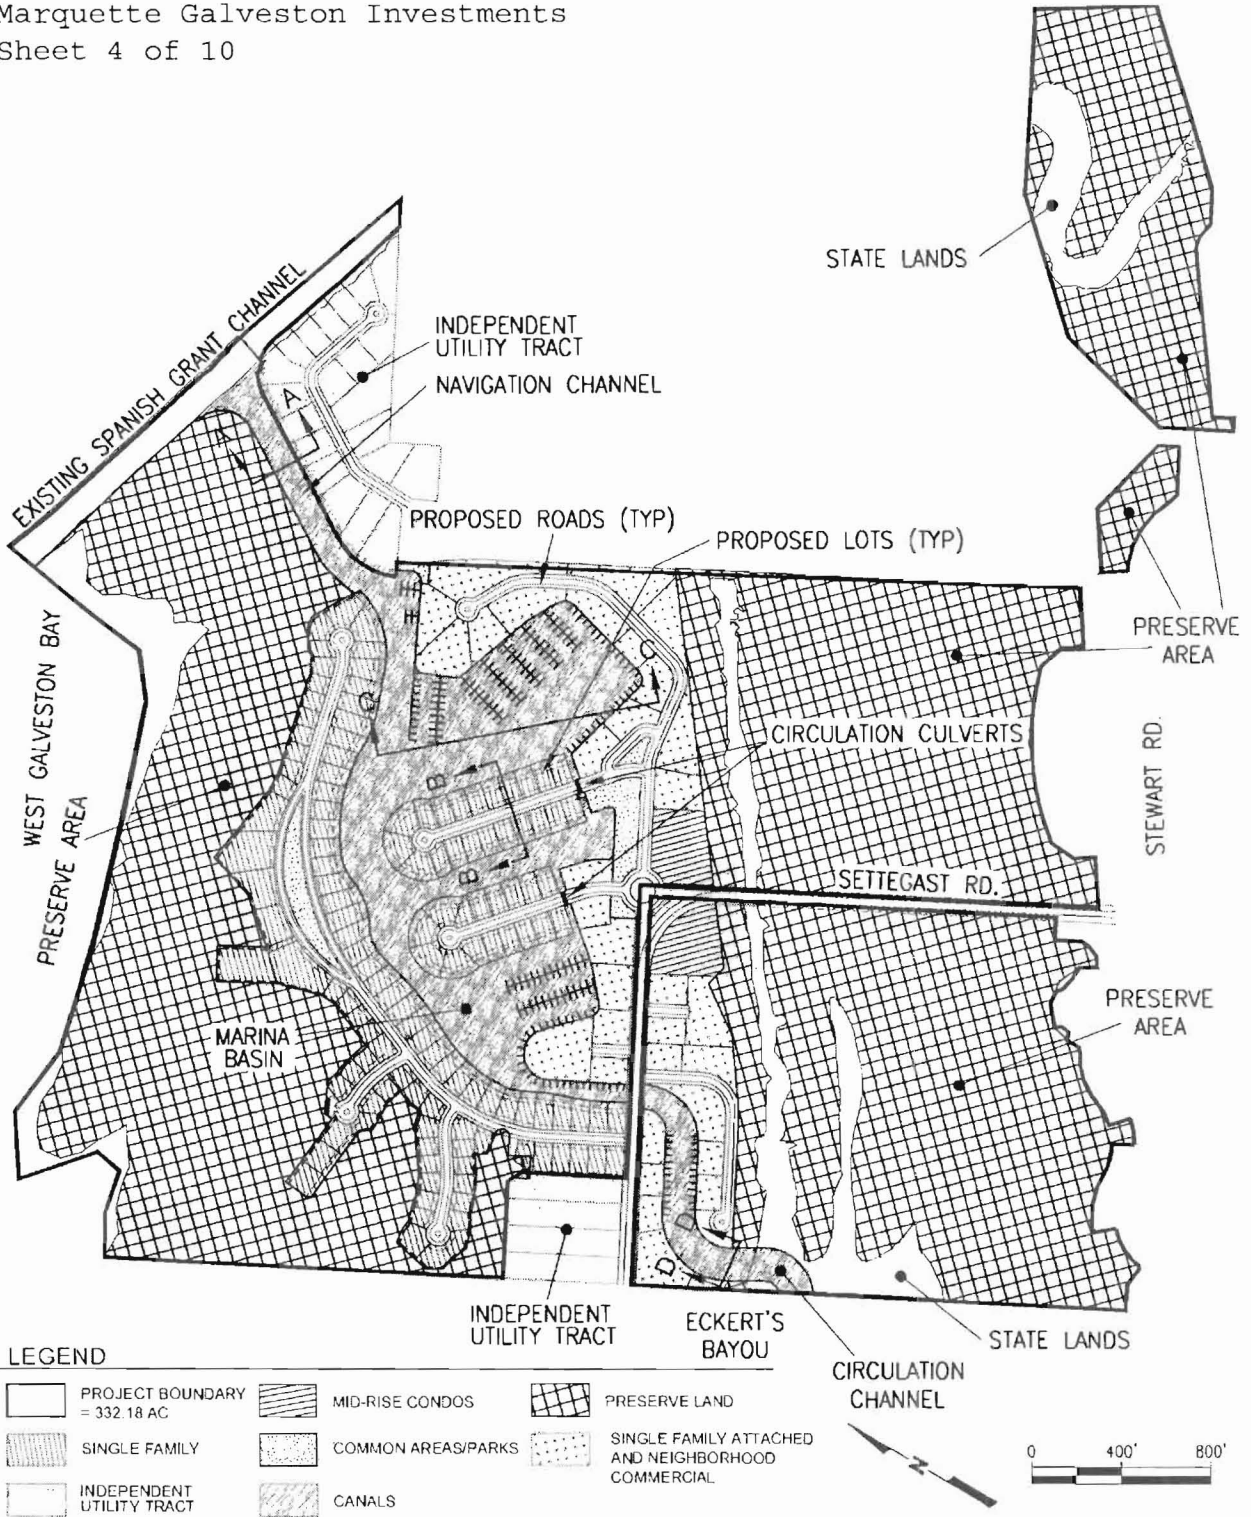 Marquette Galveston Investments
Sheet 4 of 10
STATE LANDS
EXISTING SPANISH GRANT CHANNEL
INDEPENDENT
UTILITY TRACT
NAVIGATION CHANNEL
A
A
PROPOSED ROADS (TYP)
PROPOSED LOTS (TYP)
PRESERVE
AREA
WEST GALVESTON BAY
PRESERVE AREA
C
C
CIRCULATION CULVERTS
STEWART RD.
B
B
SETTEGAST RD.
MARINA
BASIN
PRESERVE
AREA
D
D
INDEPENDENT
UTILITY TRACT
ECKERT'S
BAYOU
STATE LANDS
CIRCULATION
CHANNEL
LEGEND
PROJECT BOUNDARY
= 332.18 AC
MID-RISE CONDOS
PRESERVE LAND
SINGLE FAMILY
COMMON AREAS/PARKS
SINGLE FAMILY ATTACHED
AND NEIGHBORHOOD
COMMERCIAL
INDEPENDENT
UTILITY TRACT
CANALS
N
0 400' 800'